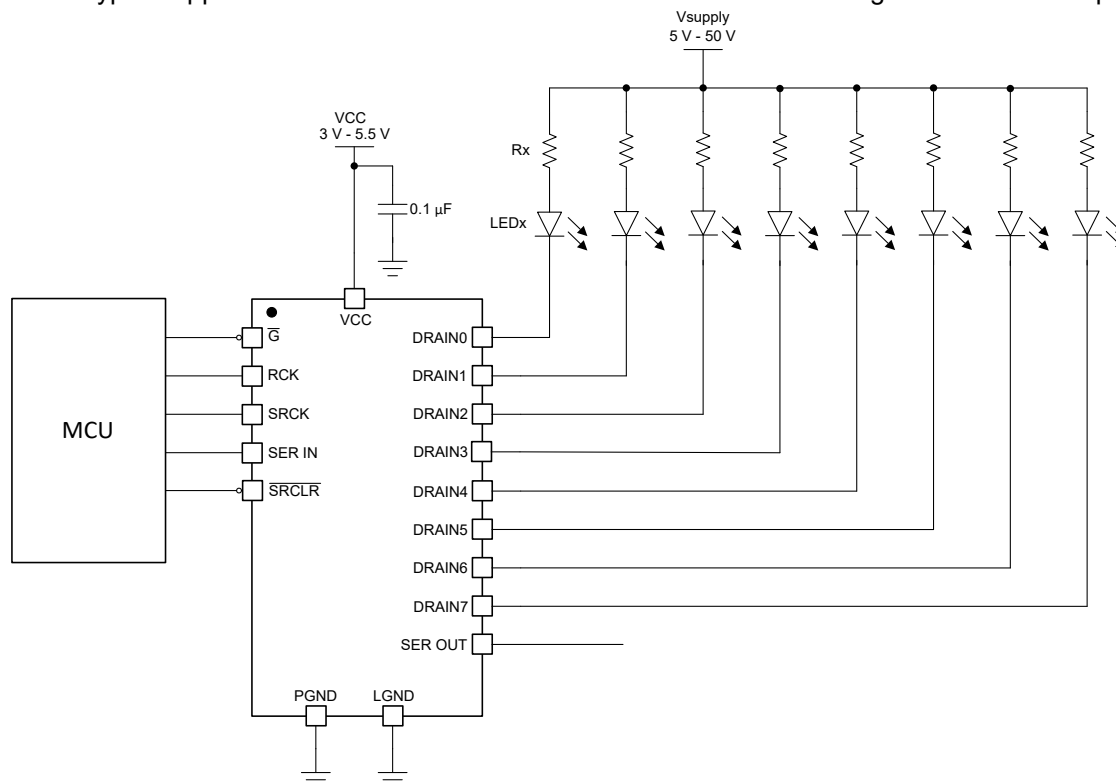 Vsupply
5 V - 50 V
VCC
3 V - 5.5 V
Rx
0.1 µF
LEDx
VCC
G
DRAIN0
RCK
DRAIN1
SRCK
DRAIN2
MCU
SER IN
DRAIN3
SRCLR
DRAIN4
DRAIN5
DRAIN6
DRAIN7
SER OUT
PGND
LGND